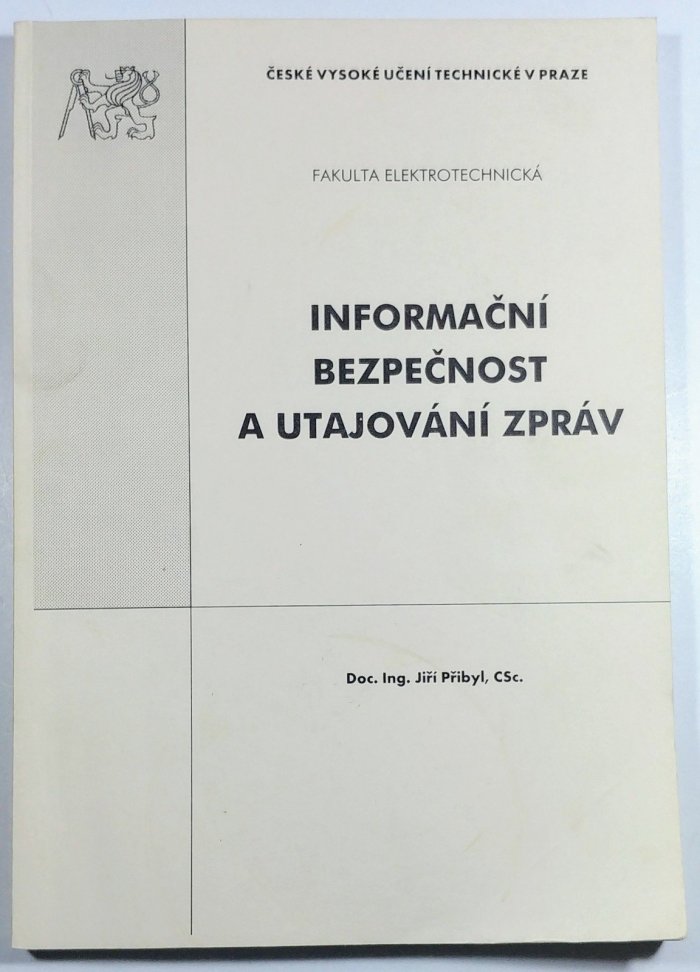 ČESKÉ VYSOKÉ UČENÍ TECHNICKÉ V PRAZE
FAKULTA ELEKTROTECHNICKÁ
INFORMAČNÍ
BEZPEČNOST
A UTAJOVÁNÍ ZPRÁV
Doc. Ing. Jiří Přibyl, CSc.